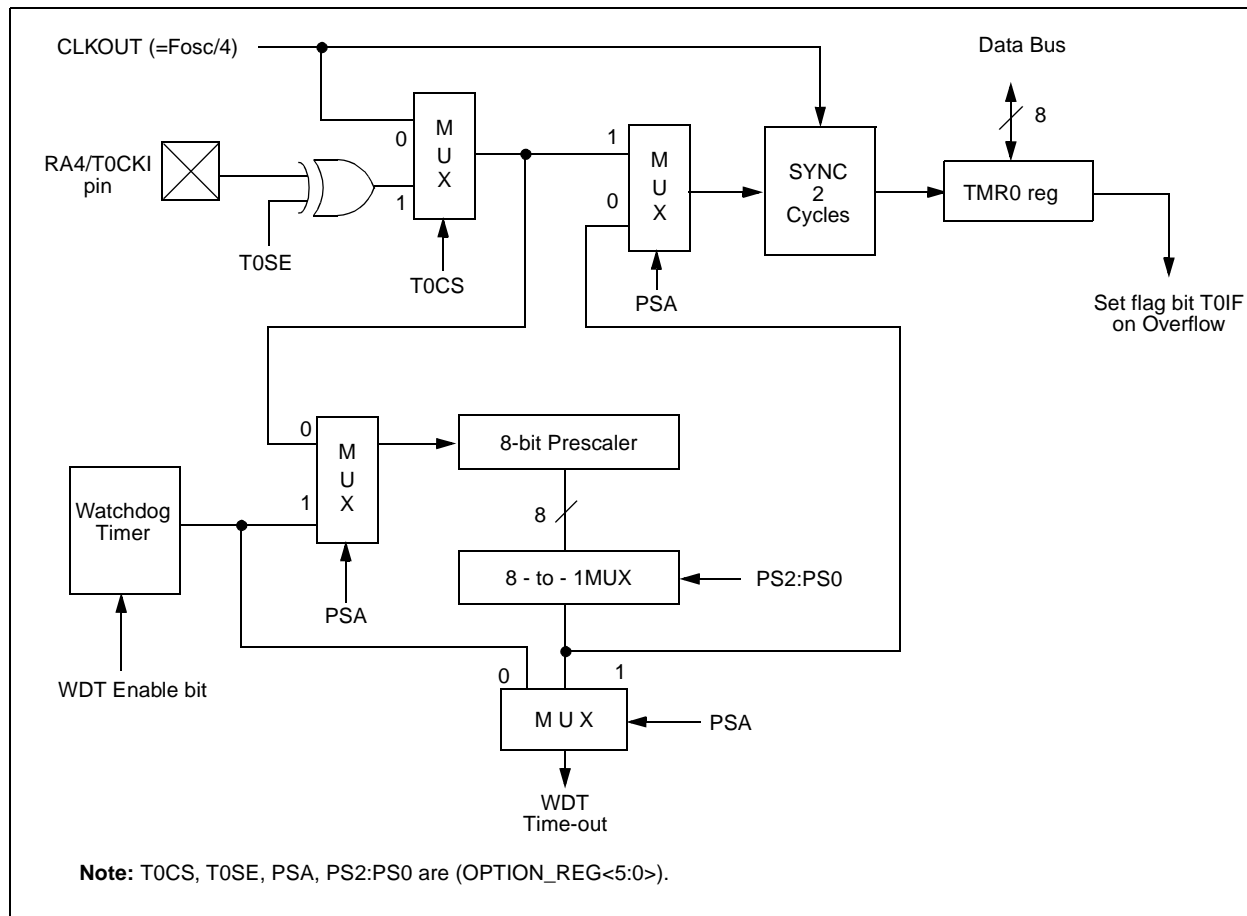 CLKOUT (=Fosc/4)
Data Bus
8
RA4/T0CKI
pin
T0SE
0
1
M
U
X
T0CS
1
0
M
U
X
PSA
SYNC
2
Cycles
TMR0 reg
Set flag bit T0IF
on Overflow
Watchdog
Timer
WDT Enable bit
0
1
M
U
X
PSA
8-bit Prescaler
8
8 - to - 1MUX
PS2:PS0
0
1
M U X
PSA
WDT
Time-out
Note: T0CS, T0SE, PSA, PS2:PS0 are (OPTION_REG<5:0>).